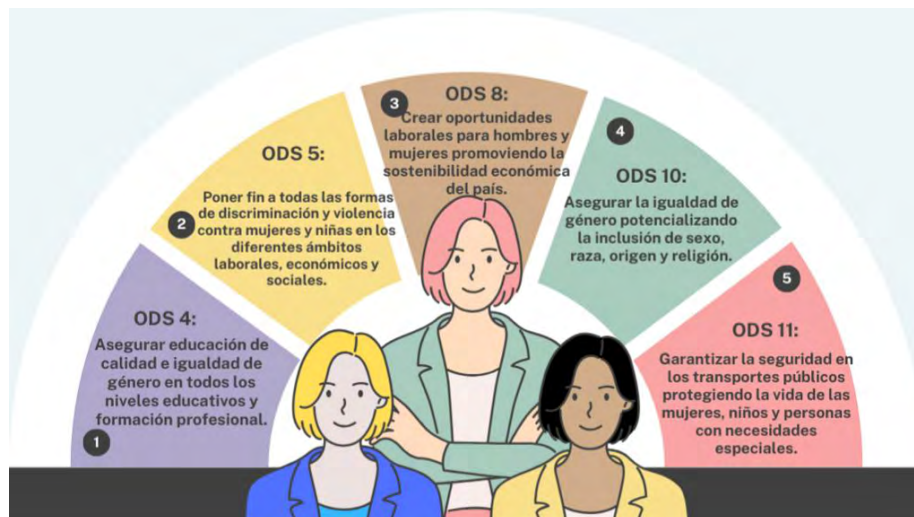 1
ODS 4:
Asegurar educación de
calidad e igualdad de
género en todos los
niveles educativos y
formación profesional.
2
ODS 5:
Poner fin a todas las formas
de discriminación y violencia
contra mujeres y niñas en los
diferentes ámbitos
laborales, económicos y
sociales.
3
ODS 8:
Crear oportunidades
laborales para hombres y
mujeres promoviendo la
sostenibilidad económica
del país.
4
ODS 10:
Asegurar la igualdad de
género potencializando
la inclusión de sexo,
raza, origen y religión.
5
ODS 11:
Garantizar la seguridad en
los transportes públicos
protegiendo la vida de las
mujeres, niños y personas
con necesidades
especiales.